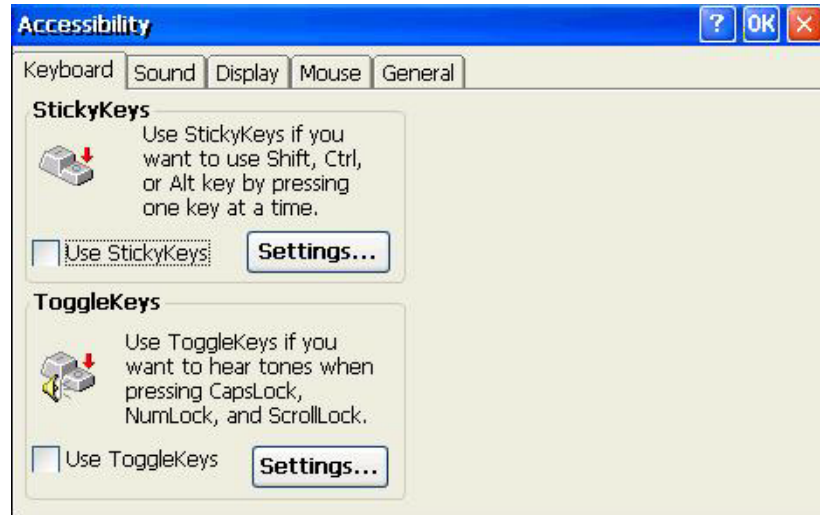 Accessibility ? OK ×
Keyboard Sound Display Mouse General
StickyKeys
Use StickyKeys if you
want to use Shift, Ctrl,
or Alt key by pressing
one key at a time.
Use StickyKeys Settings...
ToggleKeys
Use ToggleKeys if you
want to hear tones when
pressing CapsLock,
NumLock, and ScrollLock.
Use ToggleKeys Settings...